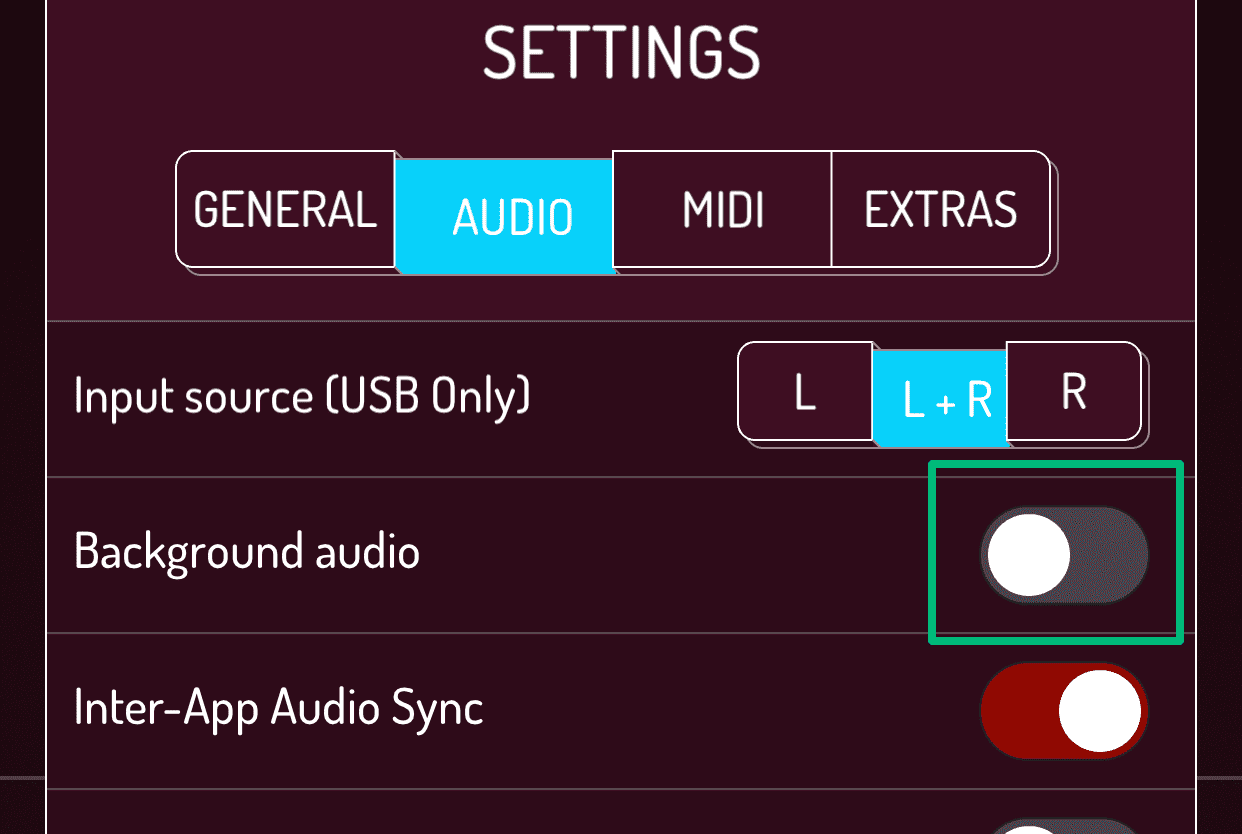 SETTINGS
GENERAL AUDIO MIDI EXTRAS
Input source (USB Only) L L + R R
Background audio
Inter-App Audio Sync